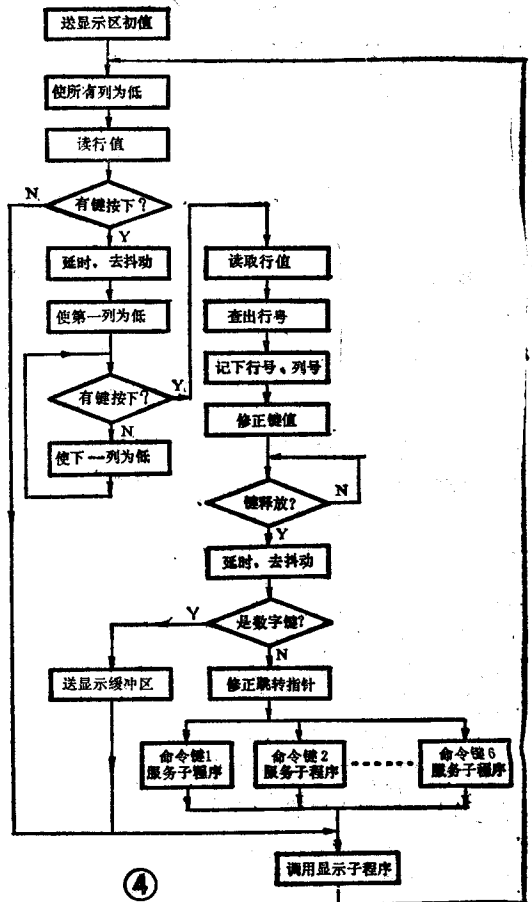 送显示区初值
使所有列为低
读行值
有键按下？
N
Y
延时，去抖动
使第一列为低
有键按下？
Y
N
使下一列为低
读取行值
查出行号
记下行号、列号
修正键值
键释放？
N
Y
延时，去抖动
是数字键？
Y
N
送显示缓冲区
修正跳转指针
命令键1
服务子程序
命令键2
服务子程序
命令键6
服务子程序
调用显示子程序
④